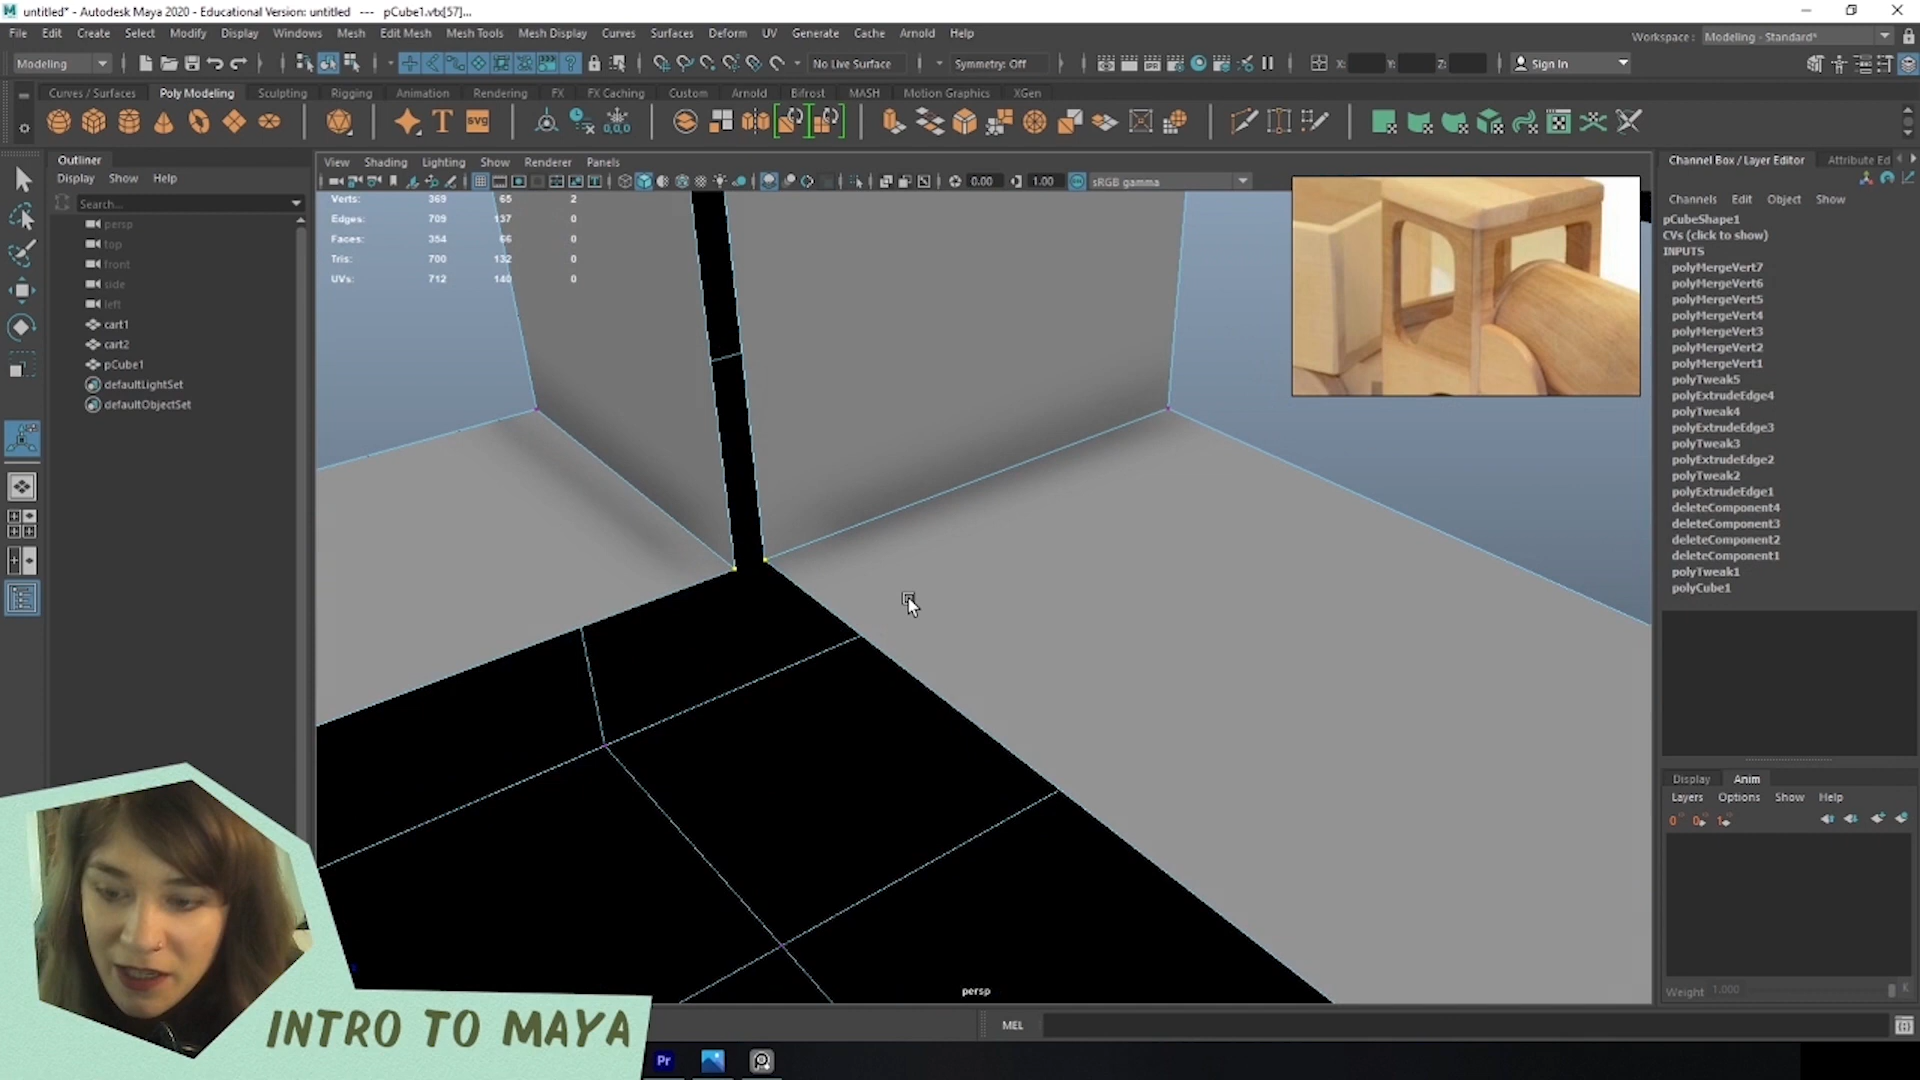 untitled* - Autodesk Maya 2020 - Educational Version: untitled --- pCube1.vtx[57]...
File Edit Create Select Modify Display Windows Mesh Edit Mesh Mesh Tools Mesh Display Curves Surfaces Deform UV Generate Cache Arnold Help
Workspace : Modeling - Standard*
Modeling No Live Surface Symmetry: Off X: Y: Z: Sign In
Curves / Surfaces Poly Modeling Sculpting Rigging Animation Rendering FX FX Caching Custom Arnold Bifrost MASH Motion Graphics XGen
T SVG 0,0,0
Outliner
Display Show Help
Search...
persp
top
front
side
left
cart1
cart2
pCube1
defaultLightSet
defaultObjectSet
View Shading Lighting Show Renderer Panels
0.00 1.00 sRGB gamma
Verts: 369 65 2
Edges: 709 137 0
Faces: 354 66 0
Tris: 700 132 0
UVs: 712 140 0
persp
Channel Box / Layer Editor Attribute Ed
Channels Edit Object Show
pCubeShape1
CVs (click to show)
INPUTS
polyMergeVert7
polyMergeVert6
polyMergeVert5
polyMergeVert4
polyMergeVert3
polyMergeVert2
polyMergeVert1
polyTweak5
polyExtrudeEdge4
polyTweak4
polyExtrudeEdge3
polyTweak3
polyExtrudeEdge2
polyTweak2
polyExtrudeEdge1
deleteComponent4
deleteComponent3
deleteComponent2
deleteComponent1
polyTweak1
polyCube1
Display Anim
Layers Options Show Help
Weight 1.000 K
MEL
INTRO TO MAYA
Pr